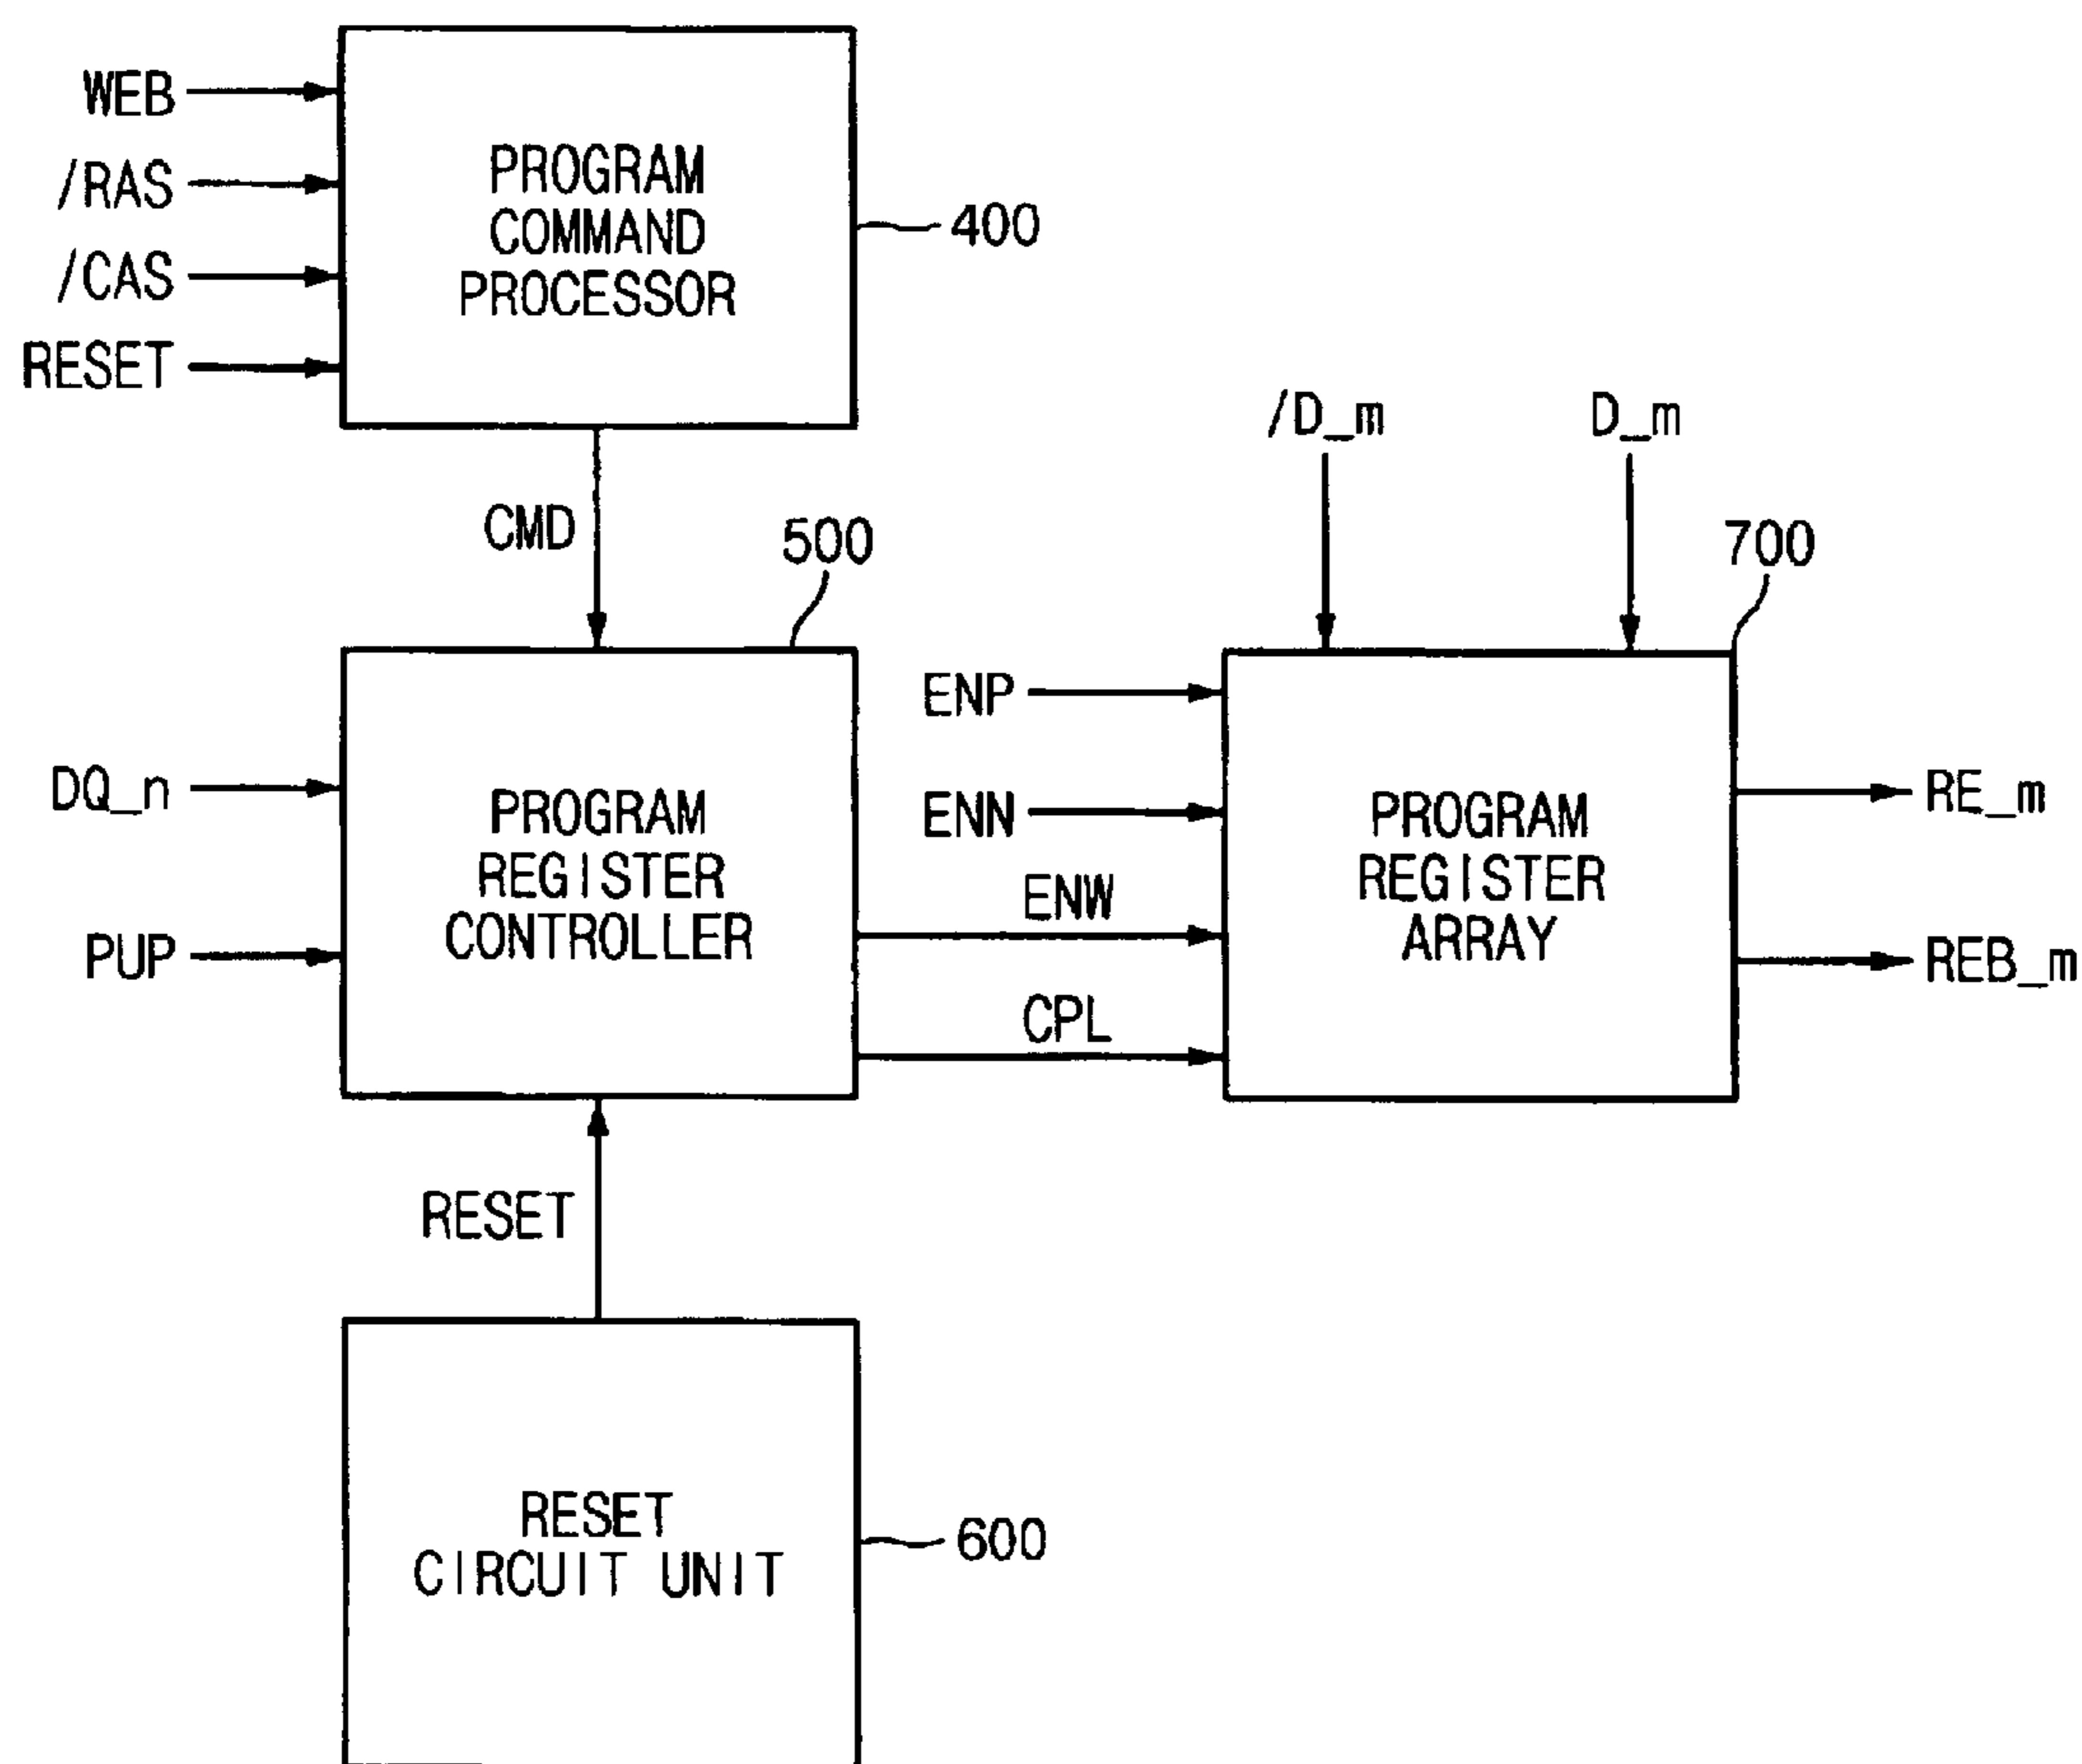 WEB
/RAS
/CAS
RESET
PROGRAM
COMMAND
PROCESSOR
400
CMD
500
/D_m
D_m
700
DQ_n
PUP
PROGRAM
REGISTER
CONTROLLER
ENP
ENN
ENW
CPL
PROGRAM
REGISTER
ARRAY
RE_m
REB_m
RESET
RESET
CIRCUIT UNIT
600